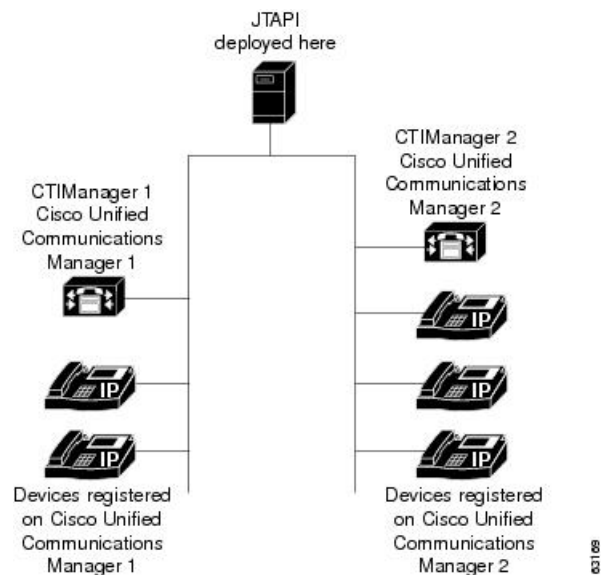 JTAPI
deployed here
CTIManager 1
Cisco Unified
Communications
Manager 1
CTIManager 2
Cisco Unified
Communications
Manager 2
IP
IP
IP
IP
IP
Devices registered
on Cisco Unified
Communications
Manager 1
Devices registered
on Cisco Unified
Communications
Manager 2
63169